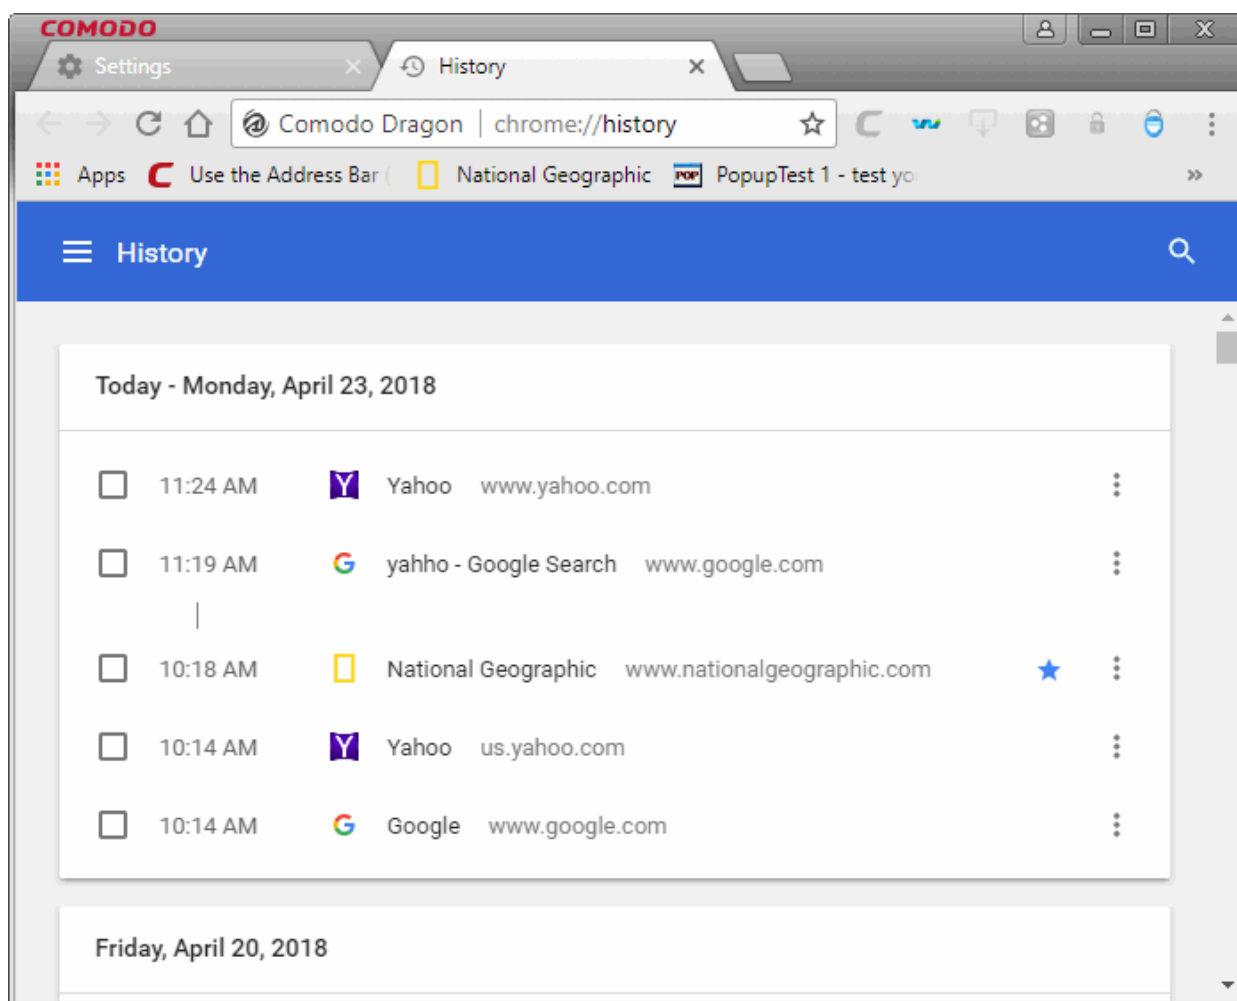 COMODO
Settings History
Comodo Dragon | chrome://history
Apps Use the Address Bar ( National Geographic POP PopupTest 1 - test yo »
History
Today - Monday, April 23, 2018
11:24 AM Yahoo www.yahoo.com
11:19 AM yahho - Google Search www.google.com
10:18 AM National Geographic www.nationalgeographic.com
10:14 AM Yahoo us.yahoo.com
10:14 AM Google www.google.com
Friday, April 20, 2018